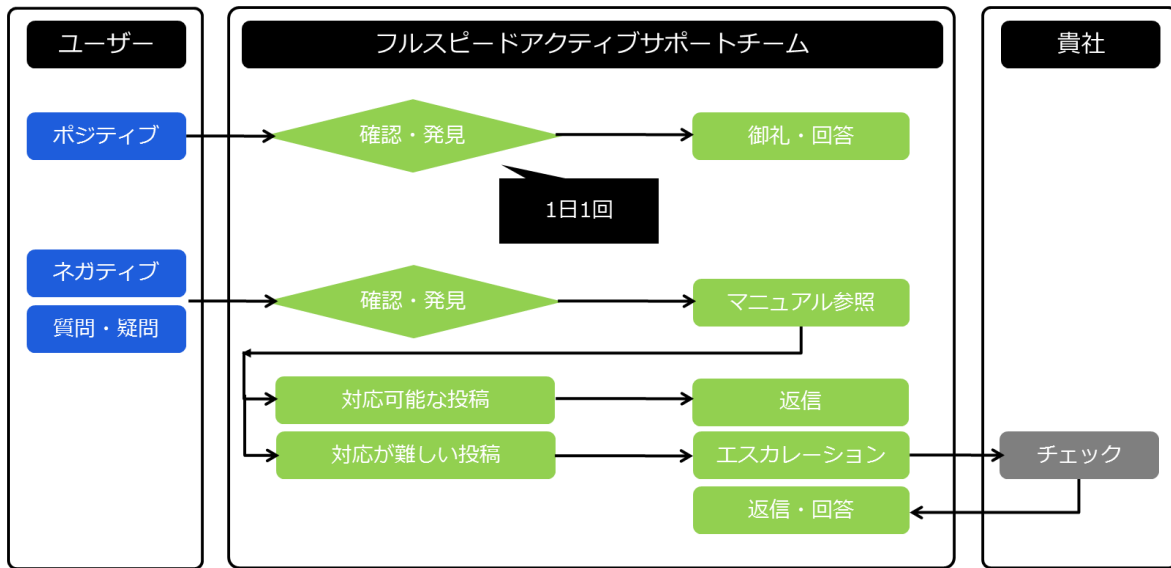 ユーザー
フルスピードアクティブサポートチーム
貴社
ポジティブ
確認・発見
御礼・回答
1日1回
ネガティブ
質問・疑問
確認・発見
マニュアル参照
対応可能な投稿
返信
対応が難しい投稿
エスカレーション
チェック
返信・回答